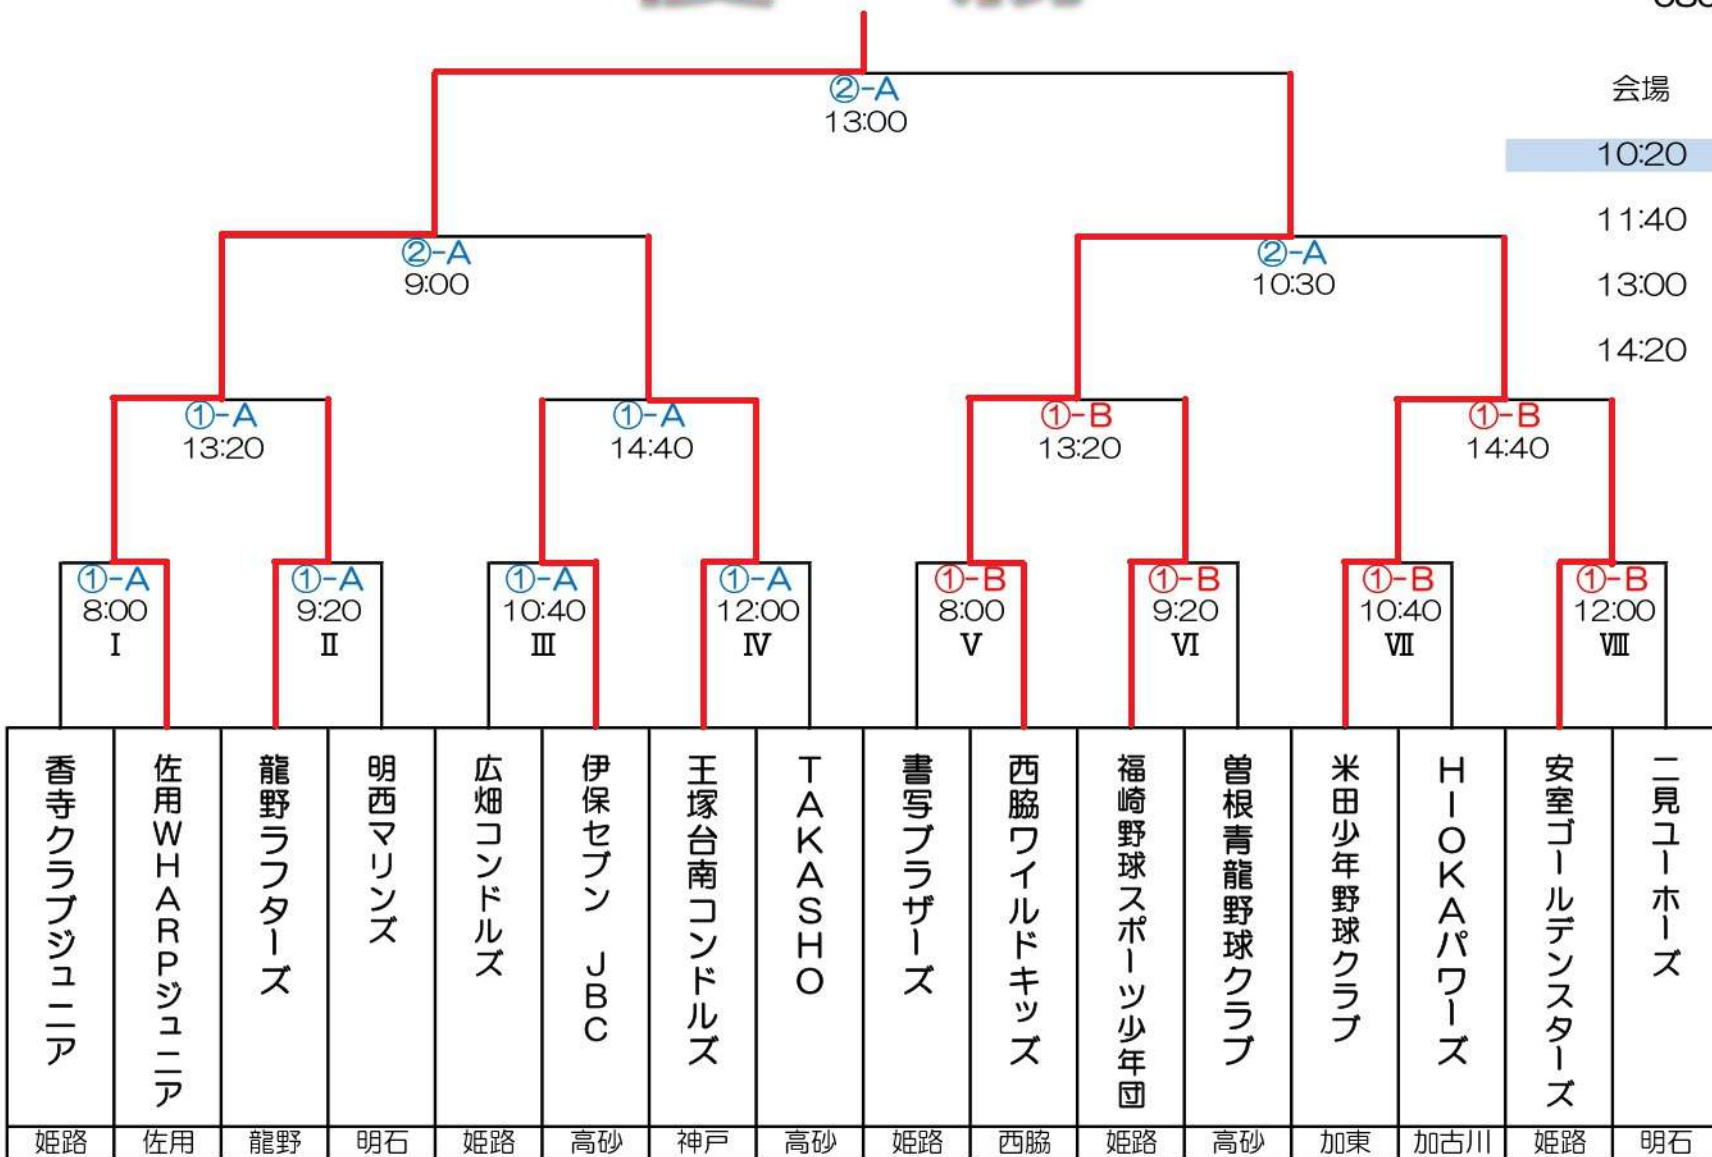 ②-A
13:00
会場
10:20
②-A
9:00
②-A
10:30
11:40
13:00
14:20
①-A
13:20
①-A
14:40
①-B
13:20
①-B
14:40
①-A
8:00
Ⅰ
①-A
9:20
Ⅱ
①-A
10:40
Ⅲ
①-A
12:00
Ⅳ
①-B
8:00
Ⅴ
①-B
9:20
Ⅵ
①-B
10:40
Ⅶ
①-B
12:00
Ⅷ
香寺クラブジュニア
佐用WHARPジュニア
龍野ラフターズ
明西マリンズ
広畑コンドルズ
伊保セブン JBC
王塚台南コンドルズ
TAKASHO
書写ブラザーズ
西脇ワイルドキッズ
福崎野球スポーツ少年団
曽根青龍野球クラブ
米田少年野球クラブ
HIOKAパワーズ
安室ゴールデンスターズ
二見ユーホーズ
姫路
佐用
龍野
明石
姫路
高砂
神戸
高砂
姫路
西脇
姫路
高砂
加東
加古川
姫路
明石